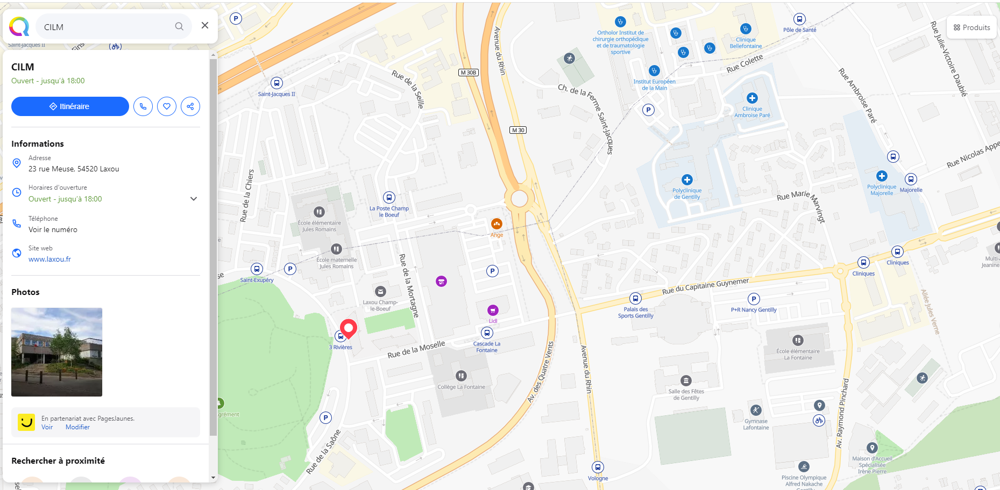 CILM
Produits
Saint-Jacques II
CILM
Ouvert - jusqu'à 18:00
Itinéraire
Informations
Adresse
23 rue Meuse, 54520 Laxou
Horaires d'ouverture
Ouvert - jusqu'à 18:00
Téléphone
Voir le numéro
Site web
www.laxou.fr
Photos
En partenariat avec PagesJaunes.
Voir Modifier
Rechercher à proximité
P
Saint-Jacques II
Rue de la Seille
M 30B
Avenue du Rhin
M 30
Ortholor Institut de
chirurgie orthopédique
et de traumatologie
sportive
Clinique
Bellefontaine
Pôle de Santé
Rue Julie-Victoire Daubié
Rue Colette
Institut Européen
de la Main
Ch. de la Ferme Saint-Jacques
P
Clinique
Ambroise Paré
Rue Ambroise Paré
Rue Nicolas Appe
Polyclinique
de Gentilly
Polyclinique
Majorelle
Majorelle
Rue Marie Marvingt
Rue de la Chiers
La Poste Champ
le Boeuf
École élémentaire
Jules Romains
Ange
École maternelle
Jules Romains
Saint-Exupéry
P
Rue de la Mortagne
P
Laxou Champ-
le-Boeuf
Lidl
Cliniques
Cliniques
Multi-
Jeanine
Rue du Capitaine Guynemer
Palais des
Sports Gentilly
P
P+R Nancy Gentilly
Allée Jules Verne
3 Rivières
Rue de la Moselle
Cascade La
Fontaine
Collège La Fontaine
Av. des Quatre Vents
Avenue du Rhin
École élémentaire
La Fontaine
Salle des Fêtes
de Gentilly
Gymnase
Lafontaine
Av. Raymond Pinchard
grément
P
Rue de la Saône
Vologne
Maison d'Accueil
Spécialisée
Irène Pierre
Piscine Olympique
Alfred Nakache
Gentilly